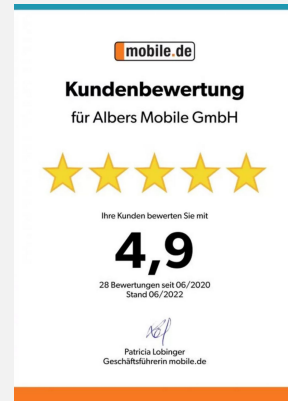 mobile.de
Kundenbewertung
für Albers Mobile GmbH
Ihre Kunden bewerten Sie mit
4,9
28 Bewertungen seit 06/2020
Stand 06/2022
Patricia Lobinger
Geschäftsführerin mobile.de